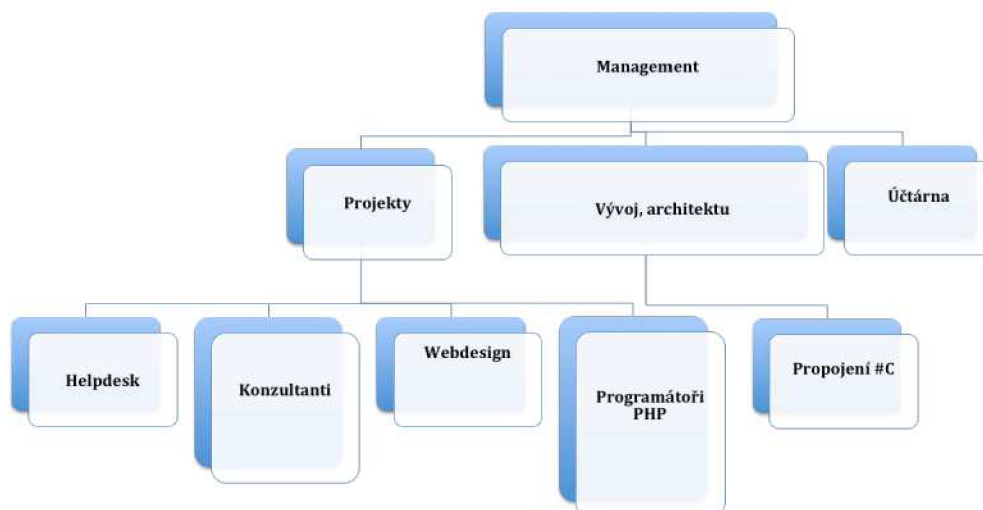 Management
Projekty
Vývoj, architektu
Účtárna
Helpdesk
Konzultanti
Webdesign
Programátoři
PHP
Propojení #C